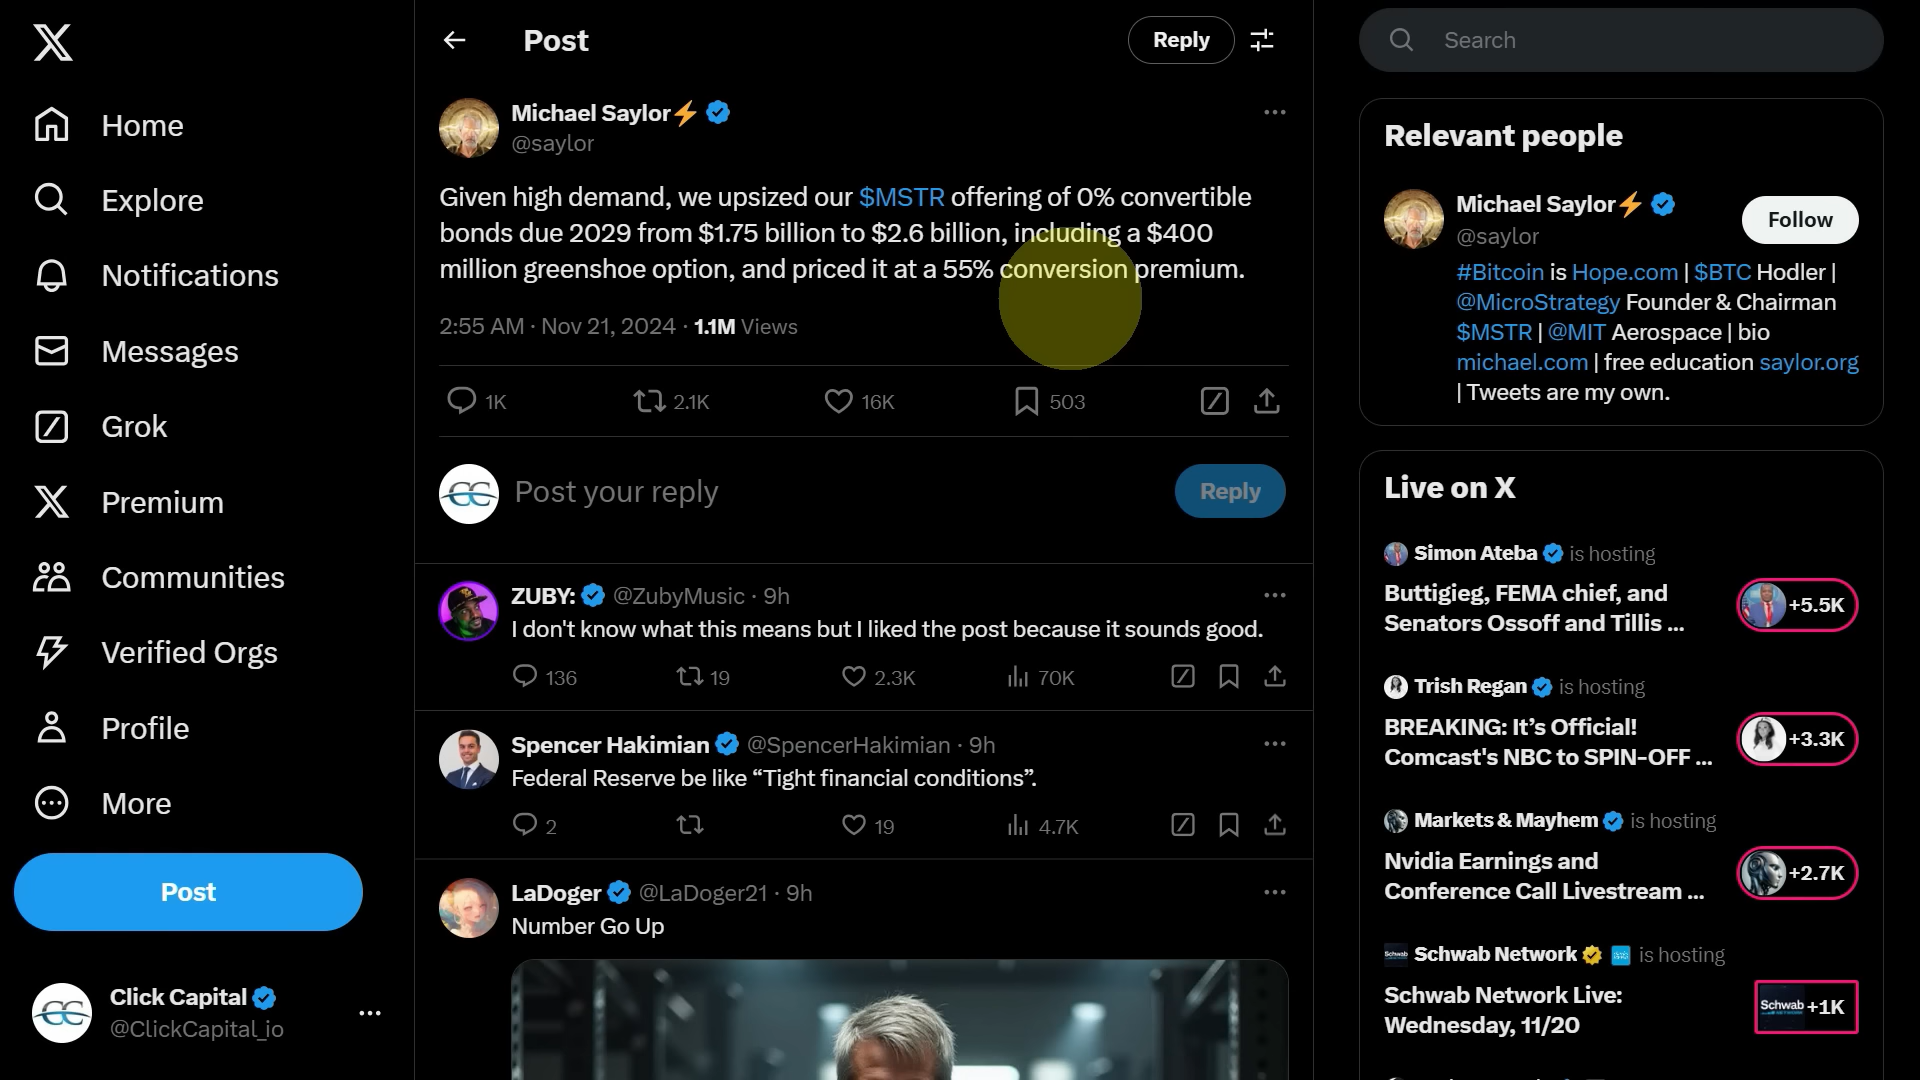 Home
Explore
Notifications
Messages
Grok
Premium
Communities
Verified Orgs
Profile
More
Post
Click Capital
@ClickCapital_io
Post
Reply
Michael Saylor⚡
@saylor
Given high demand, we upsized our $MSTR offering of 0% convertible
bonds due 2029 from $1.75 billion to $2.6 billion, including a $400
million greenshoe option, and priced it at a 55% conversion premium.
2:55 AM · Nov 21, 2024 · 1.1M Views
1K 2.1K 16K 503
Post your reply
Reply
ZUBY: @ZubyMusic · 9h
I don't know what this means but I liked the post because it sounds good.
136 19 2.3K 70K
Spencer Hakimian @SpencerHakimian · 9h
Federal Reserve be like “Tight financial conditions”.
2 19 4.7K
LaDoger @LaDoger21 · 9h
Number Go Up
Search
Relevant people
Michael Saylor⚡
@saylor
Follow
#Bitcoin is Hope.com | $BTC Hodler |
@MicroStrategy Founder & Chairman
$MSTR | @MIT Aerospace | bio
michael.com | free education saylor.org
| Tweets are my own.
Live on X
Simon Ateba is hosting
Buttigieg, FEMA chief, and
Senators Ossoff and Tillis ...
+5.5K
Trish Regan is hosting
BREAKING: It’s Official!
Comcast's NBC to SPIN-OFF ...
+3.3K
Markets & Mayhem is hosting
Nvidia Earnings and
Conference Call Livestream ...
+2.7K
Schwab Network is hosting
Schwab Network Live:
Wednesday, 11/20
Schwab +1K